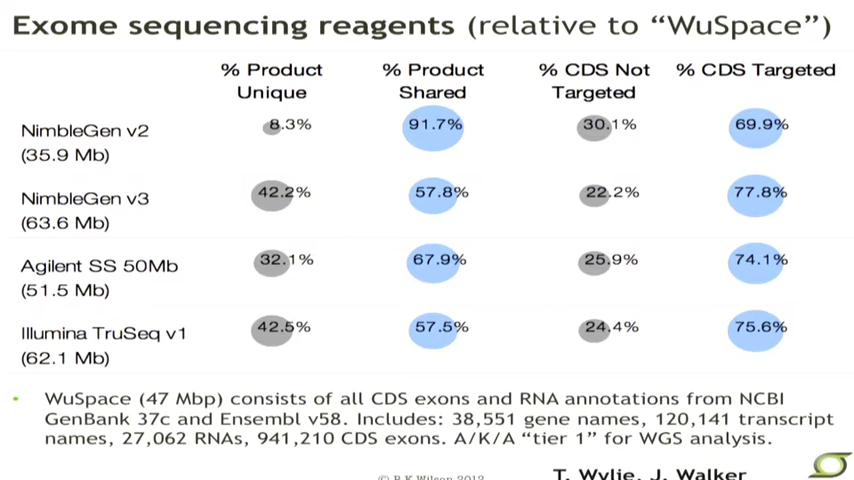 Exome sequencing reagents (relative to “WuSpace”)
% Product Unique % Product Shared % CDS Not Targeted % CDS Targeted
NimbleGen v2 (35.9 Mb) 8.3% 91.7% 30.1% 69.9%
NimbleGen v3 (63.6 Mb) 42.2% 57.8% 22.2% 77.8%
Agilent SS 50Mb (51.5 Mb) 32.1% 67.9% 25.9% 74.1%
Illumina TruSeq v1 (62.1 Mb) 42.5% 57.5% 24.4% 75.6%
• WuSpace (47 Mbp) consists of all CDS exons and RNA annotations from NCBI
GenBank 37c and Ensembl v58. Includes: 38,551 gene names, 120,141 transcript
names, 27,062 RNAs, 941,210 CDS exons. A/K/A “tier 1” for WGS analysis.
T. Wylie, J. Walker
© R K Wilson 2012